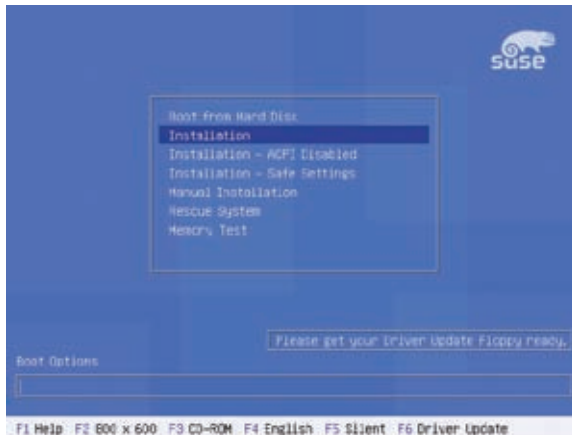 suse
Boot from Hard Disc
Installation
Installation - ACPI Disabled
Installation - Safe Settings
Manual Installation
Rescue System
Memory Test
Please get your Driver Update Floppy ready.
Boot Options
F1 Help F2 800 x 600 F3 CD-ROM F4 English F5 Silent F6 Driver Update